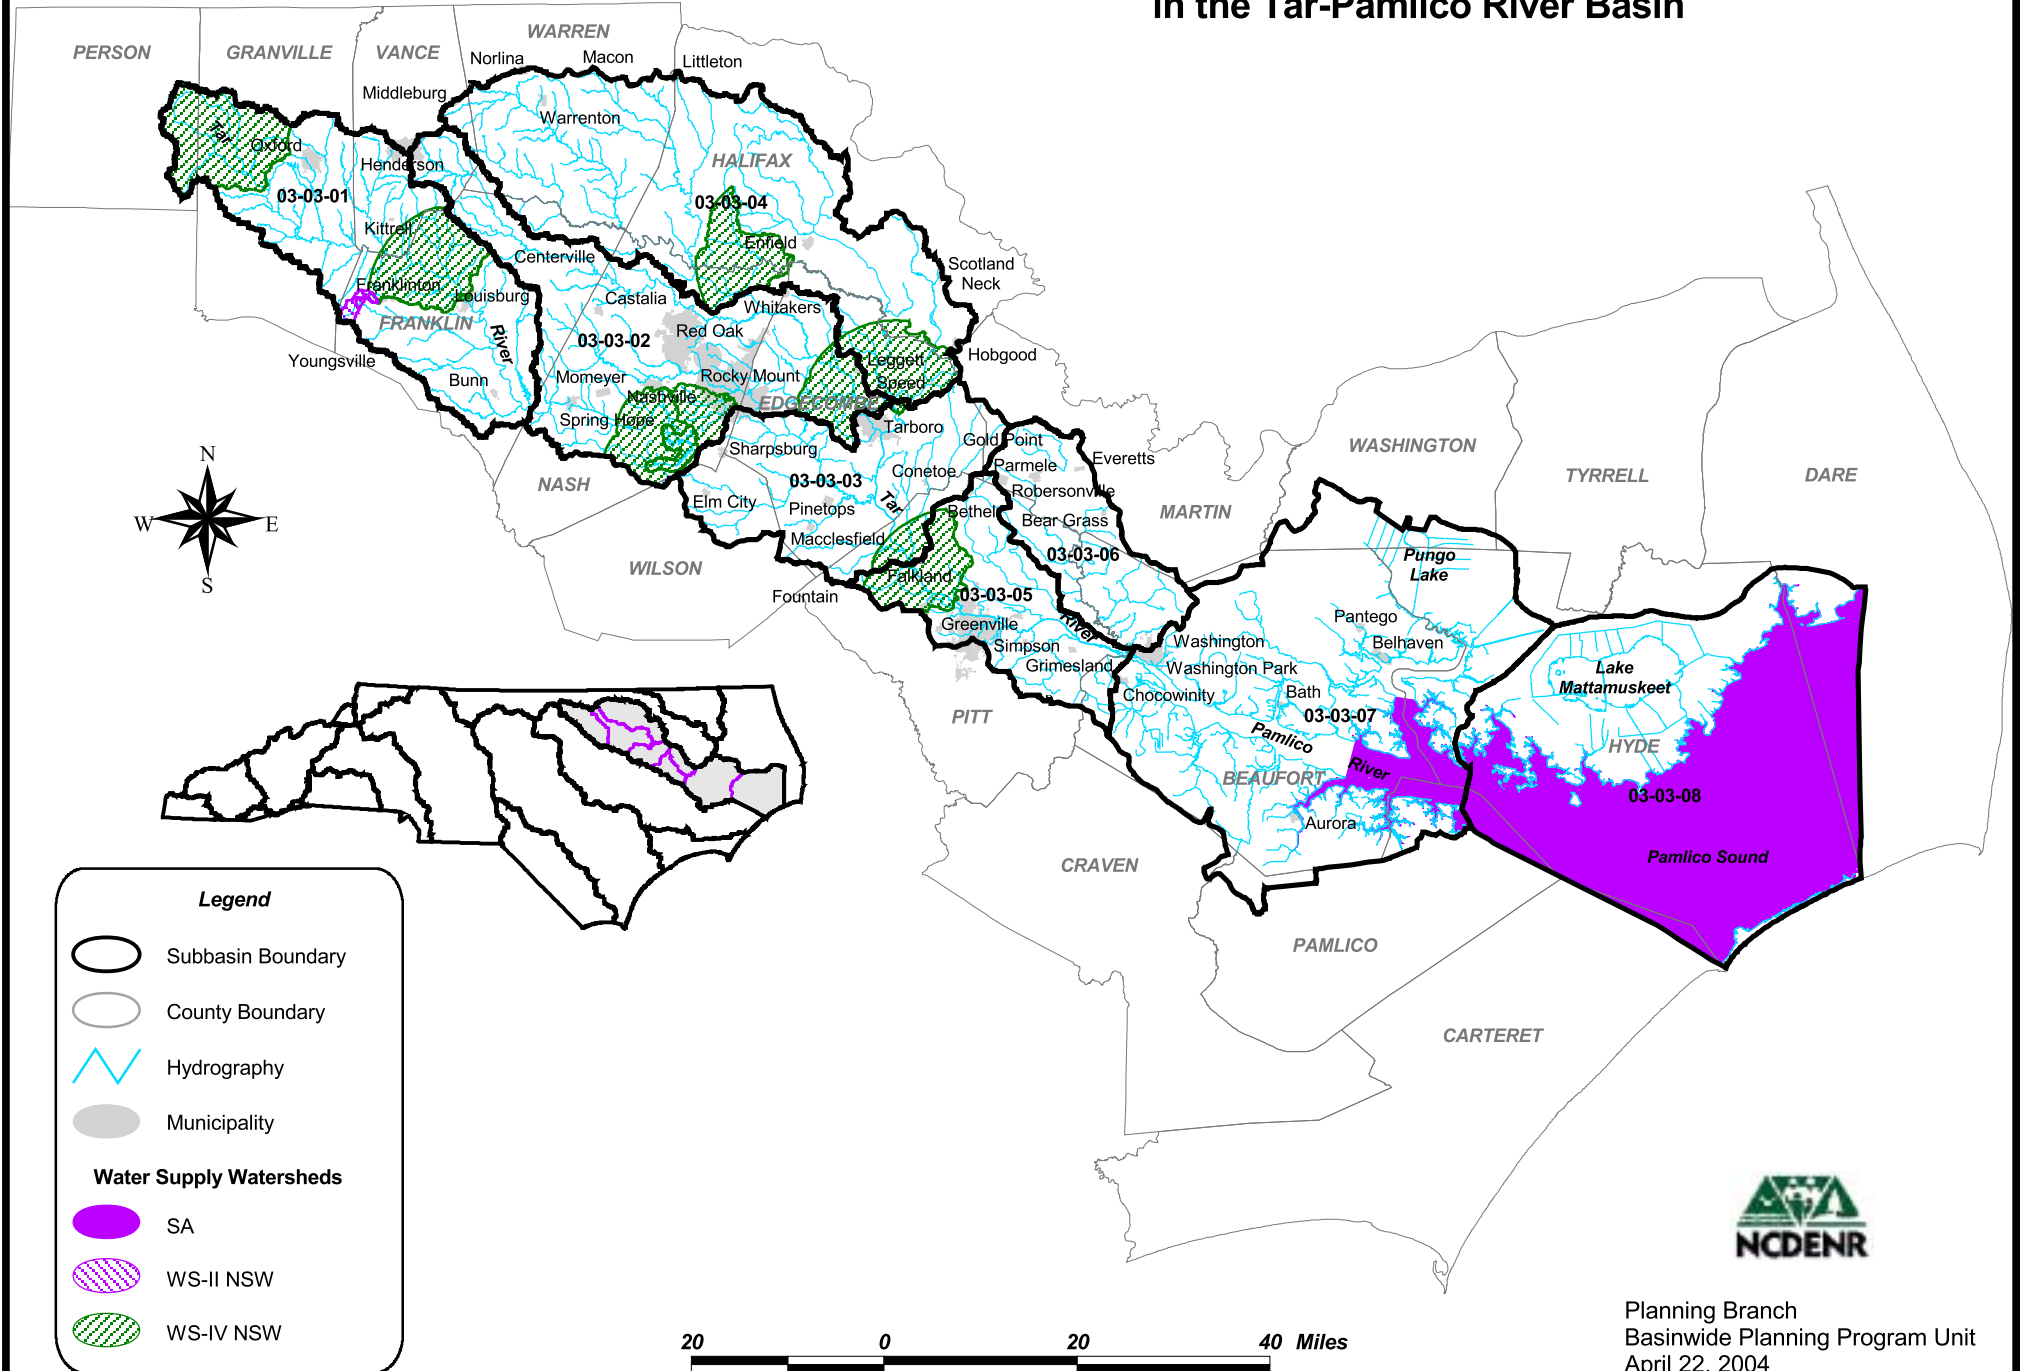 in the Tar-Pamlico River Basin
PERSON
GRANVILLE
VANCE
WARREN
Norlina
Macon
Littleton
Middleburg
Warrenton
Tar
Oxford
Henderson
HALIFAX
03-03-01
03-03-04
Kittrell
Enfield
Centerville
Scotland
Neck
Franklinton
Louisburg
Castalia
Whitakers
FRANKLIN
River
03-03-02
Red Oak
Youngsville
Hobgood
Leggett
Bunn
Momeyer
Rocky Mount
Speed
Nashville
EDGECOMBE
Spring Hope
Tarboro
Gold Point
Sharpsburg
Everetts
WASHINGTON
Parmele
Conetoe
TYRRELL
DARE
NASH
03-03-03
Robersonville
Elm City
Pinetops
Tar
Bethel
Bear Grass
MARTIN
N
W
E
S
Macclesfield
03-03-06
Pungo
Lake
WILSON
Falkland
Fountain
03-03-05
Greenville
River
Pantego
Simpson
Washington
Belhaven
Grimesland
Washington Park
Lake
Mattamuskeet
Chocowinity
Bath
PITT
03-03-07
Pamlico
HYDE
River
BEAUFORT
03-03-08
Aurora
Pamlico Sound
CRAVEN
PAMLICO
CARTERET
Legend
Subbasin Boundary
County Boundary
Hydrography
Municipality
Water Supply Watersheds
SA
WS-II NSW
WS-IV NSW
20 0 20 40 Miles
NCDENR
Planning Branch
Basinwide Planning Program Unit
April 22, 2004